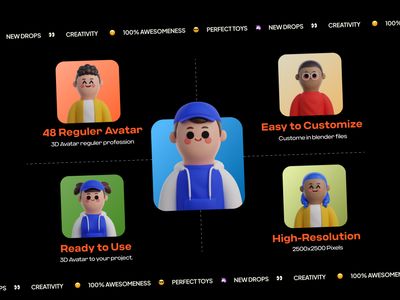 NEW DROPS 👀 CREATIVITY 😀 100% AWESOMENESS 😎 PERFECT TOYS 👾 NEW DROPS 👀 CREATIVITY 😀 100% AWESOMENESS
48 Reguler Avatar
3D Avatar reguler profession
Easy to Customize
Custome in blender files
Ready to Use
3D Avatar to your project.
High-Resolution
2500x2500 Pixels
CREATIVITY 😀 100% AWESOMENESS 😎 PERFECT TOYS 👾 NEW DROPS 👀 CREATIVITY 😀 100% AWESOMENESS